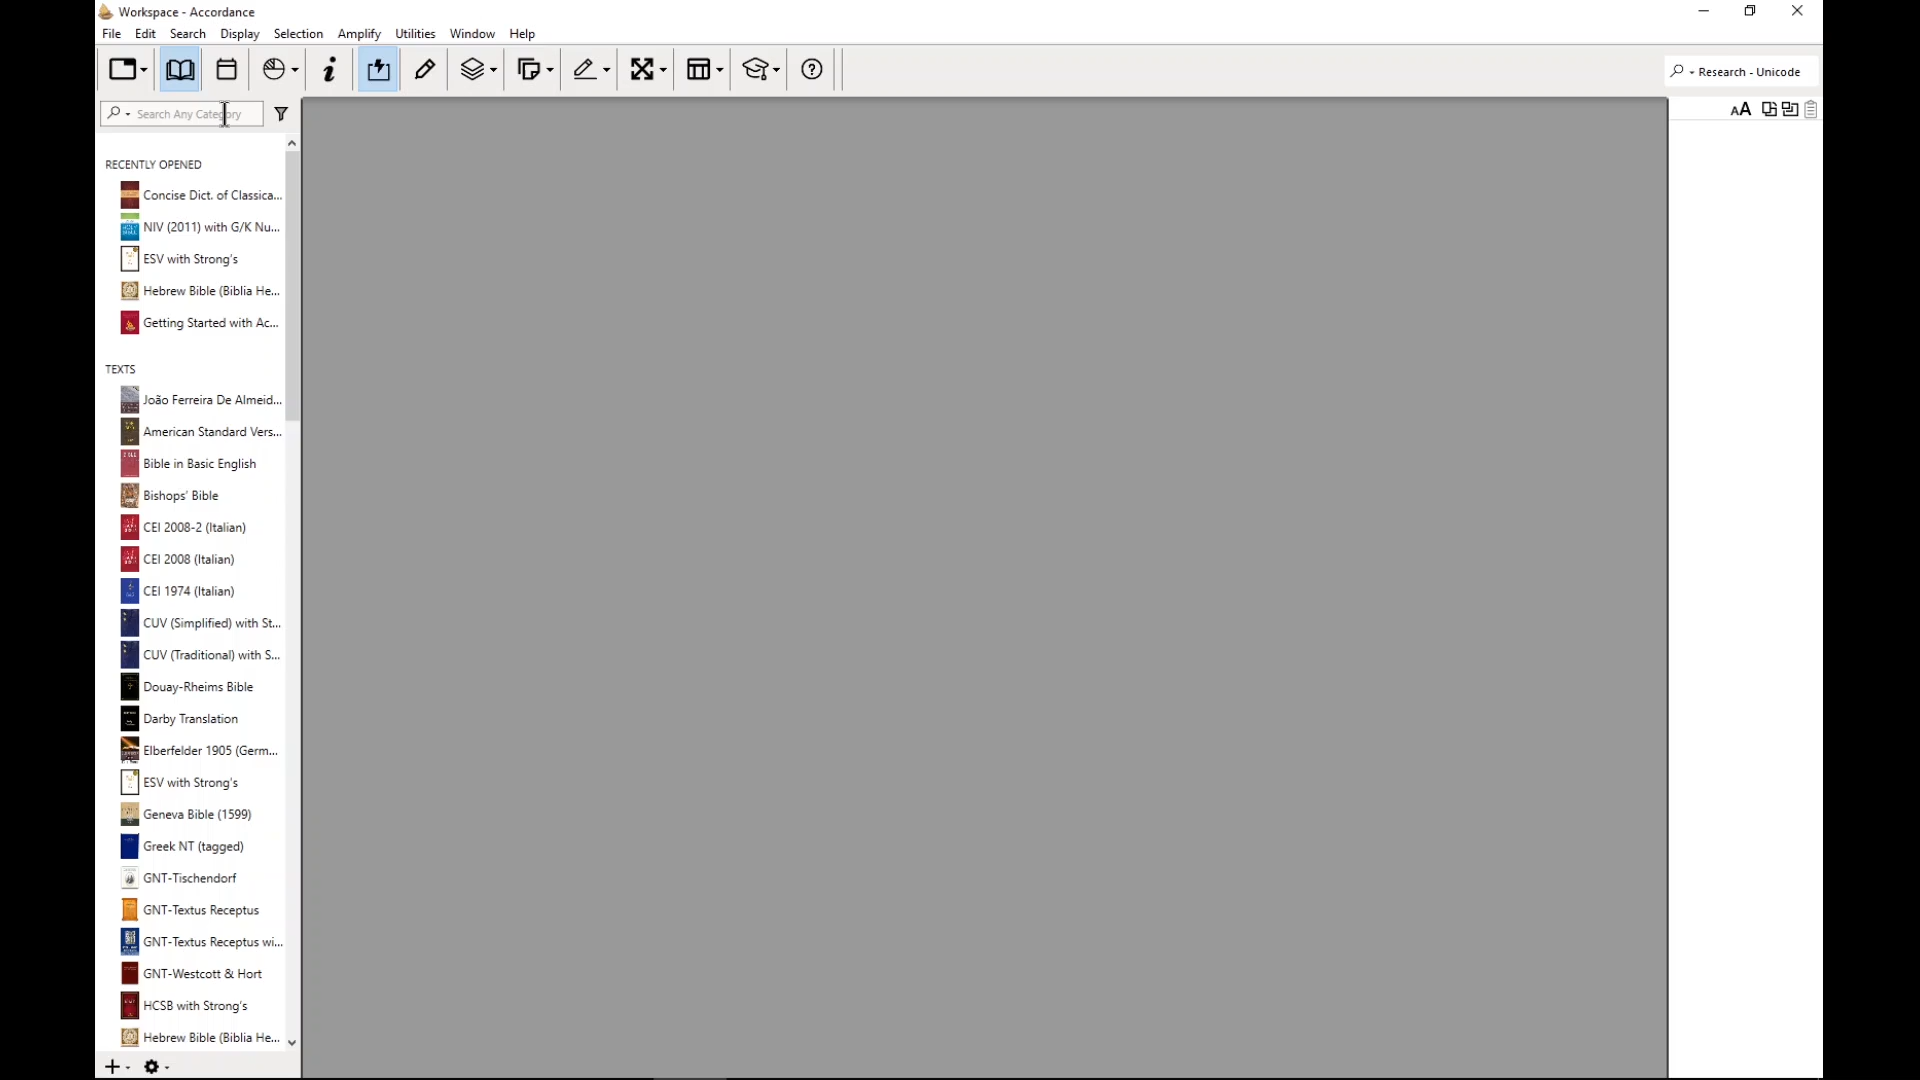 Workspace - Accordance
File Edit Search Display Selection Amplify Utilities Window Help
Research - Unicode
Search Any Category
AA
RECENTLY OPENED
Concise Dict. of Classica...
NIV (2011) with G/K Nu...
ESV with Strong's
Hebrew Bible (Biblia He...
Getting Started with Ac...
TEXTS
João Ferreira De Almeid...
American Standard Vers...
Bible in Basic English
Bishops' Bible
CEI 2008-2 (Italian)
CEI 2008 (Italian)
CEI 1974 (Italian)
CUV (Simplified) with St...
CUV (Traditional) with S...
Douay-Rheims Bible
Darby Translation
Elberfelder 1905 (Germ...
ESV with Strong's
Geneva Bible (1599)
Greek NT (tagged)
GNT-Tischendorf
GNT-Textus Receptus
GNT-Textus Receptus wi...
GNT-Westcott & Hort
HCSB with Strong's
Hebrew Bible (Biblia He...